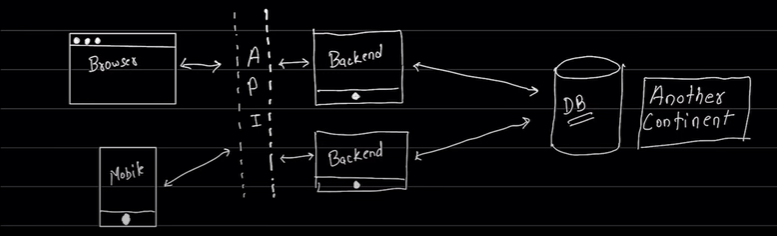 Browser
A
P
I
Backend
DB
Another
Continent
Mobile
Backend